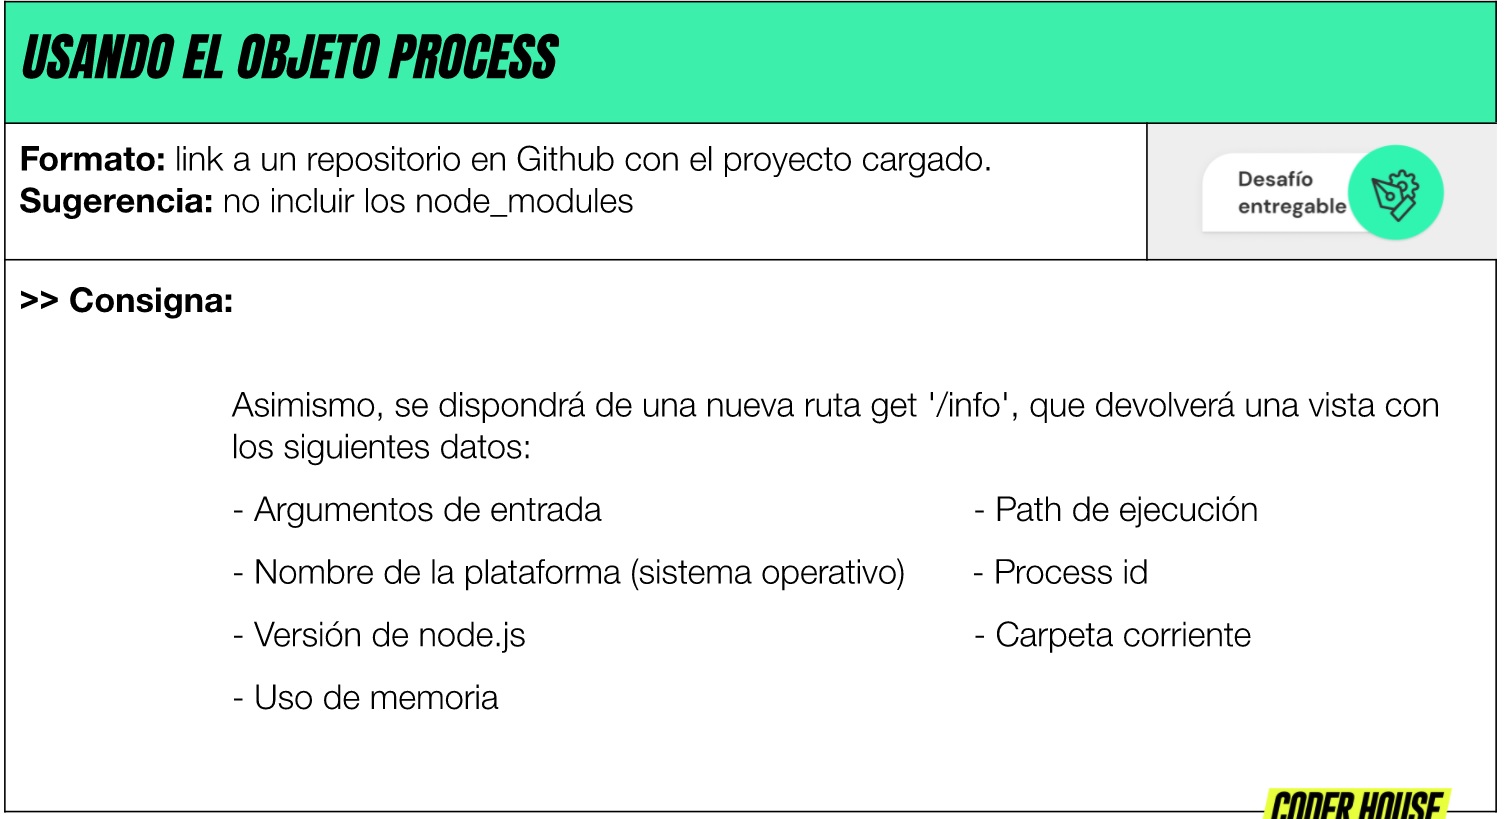 USANDO EL OBJETO PROCESS
Formato: link a un repositorio en Github con el proyecto cargado.
Sugerencia: no incluir los node_modules
Desafío
entregable
>> Consigna:
Asimismo, se dispondrá de una nueva ruta get '/info', que devolverá una vista con
los siguientes datos:
- Argumentos de entrada
- Nombre de la plataforma (sistema operativo)
- Versión de node.js
- Uso de memoria
- Path de ejecución
- Process id
- Carpeta corriente
CODER HOUSE